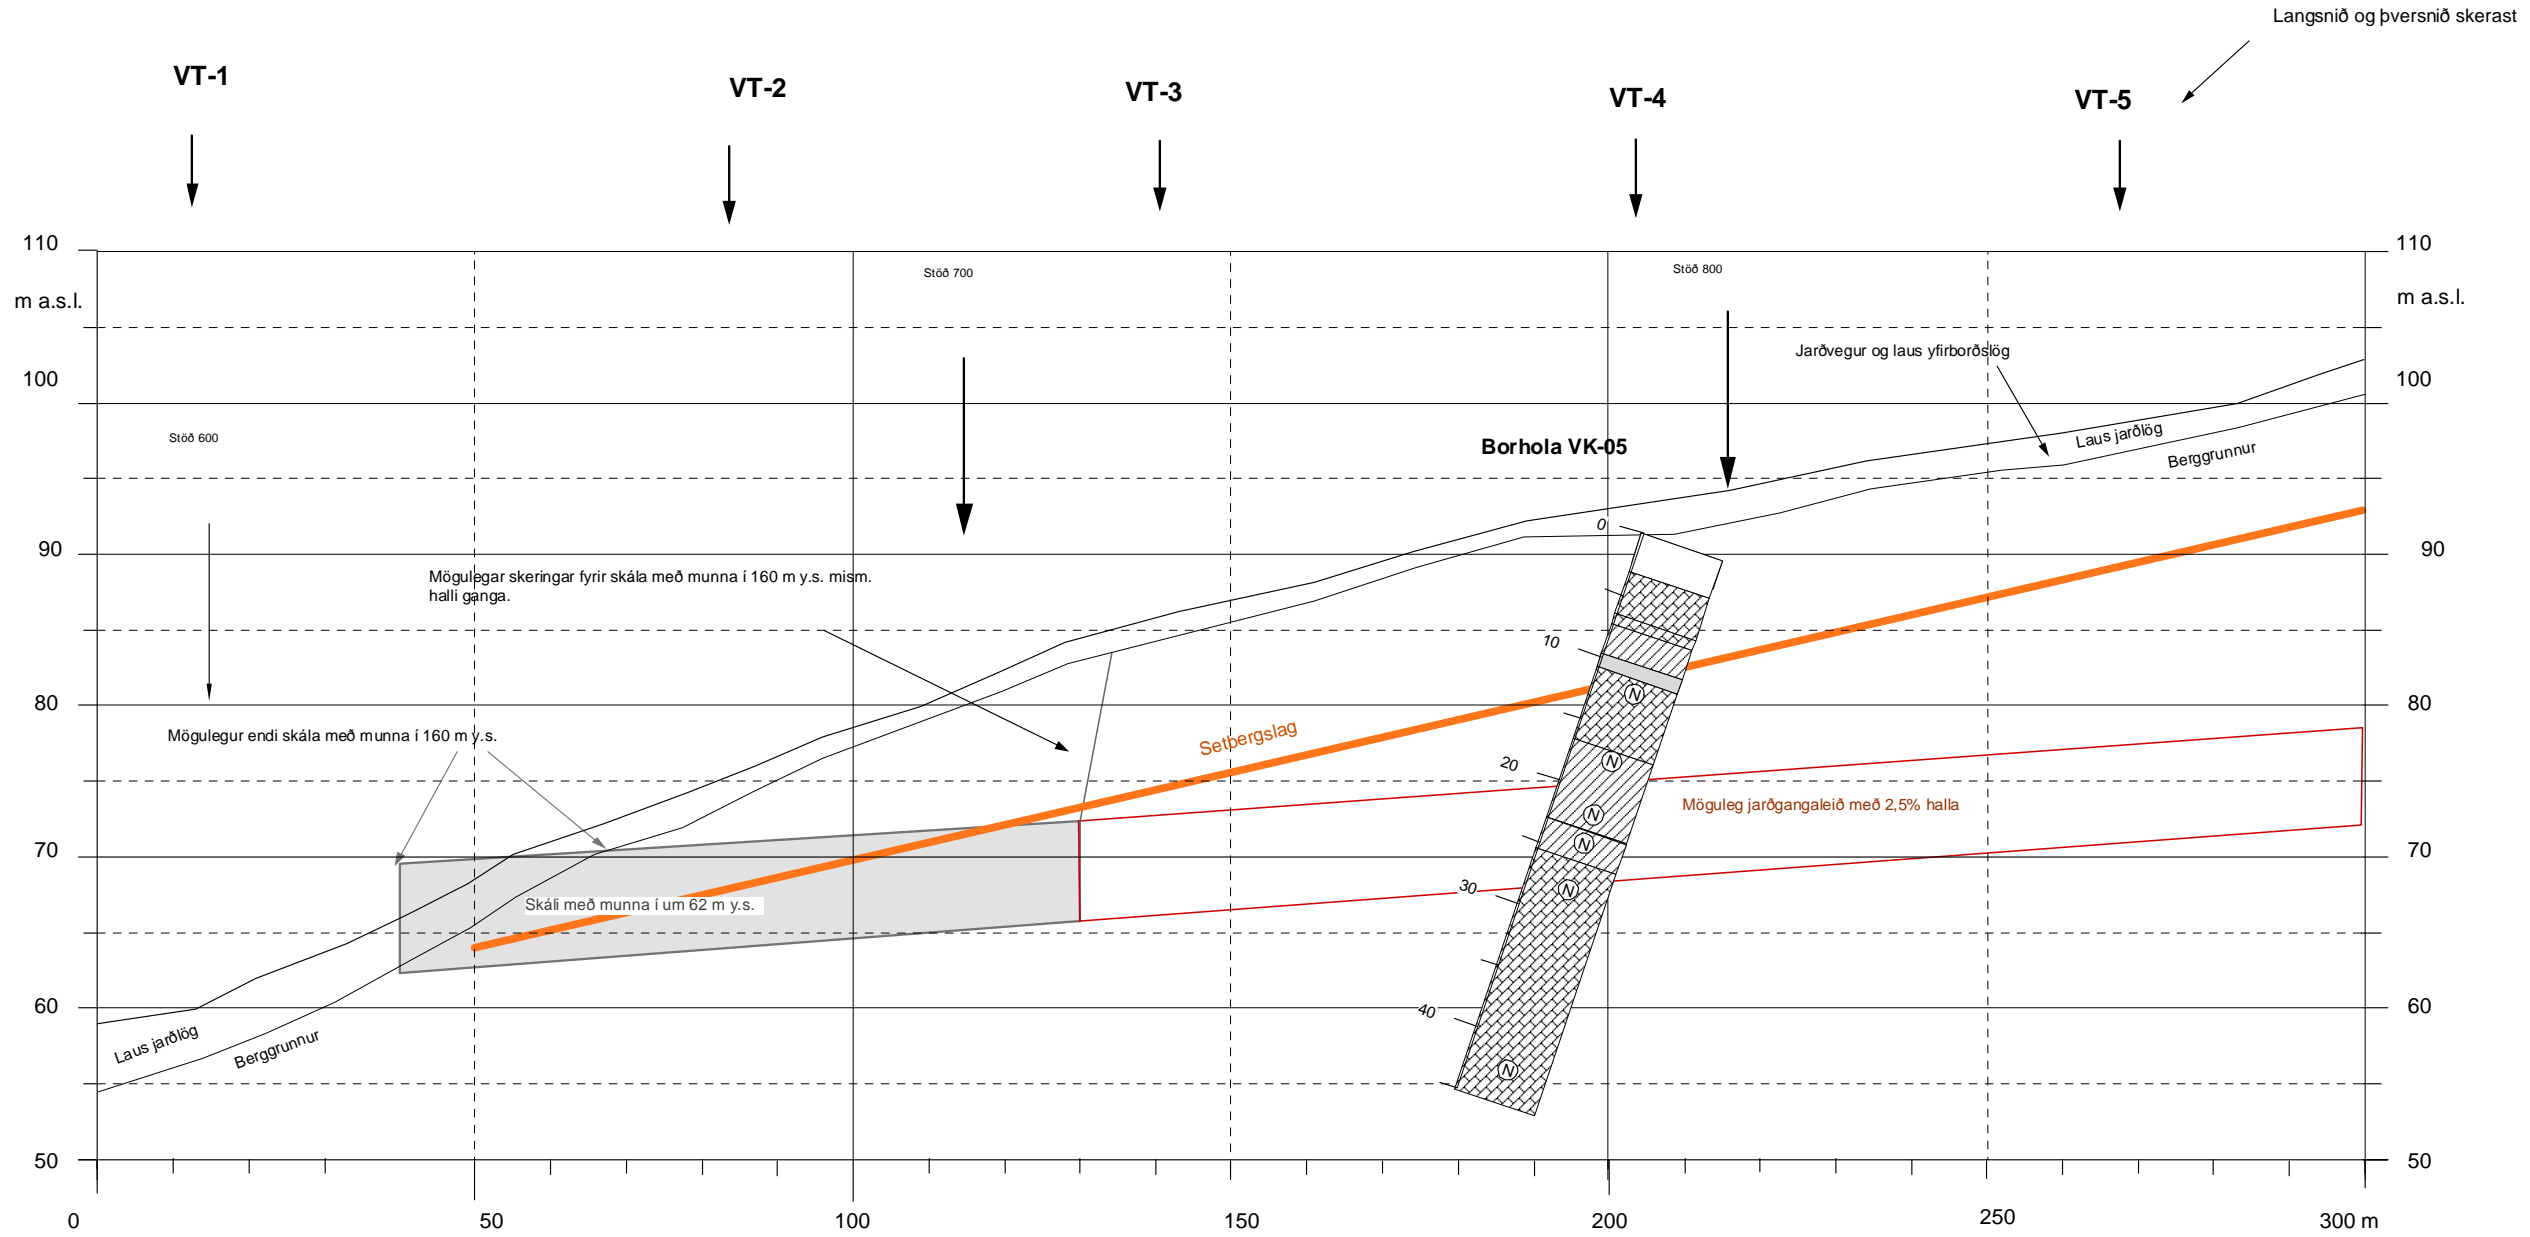 Langsnið og þversnið skerast
VT-1
VT-2
VT-3
VT-4
VT-5
110
110
Stöð 700
Stöð 800
m a.s.l.
m a.s.l.
Jarðvegur og laus yfirborðslög
100
100
Stöð 600
Borhola VK-05
Laus jarðlög
Berggrunnur
0
90
90
Mögulegar skeringar fyrir skála með munna í 160 m y.s. mism.
halli ganga.
10
80
80
Mögulegur endi skála með munna í 160 m y.s.
Setbergslag
N
20
N
Möguleg jarðgangaleið með 2,5% halla
N
N
70
70
30
N
Skáli með munna í um 62 m y.s.
60
60
40
Laus jarðlög
Berggrunnur
N
50
50
0
50
100
150
200
250
300 m